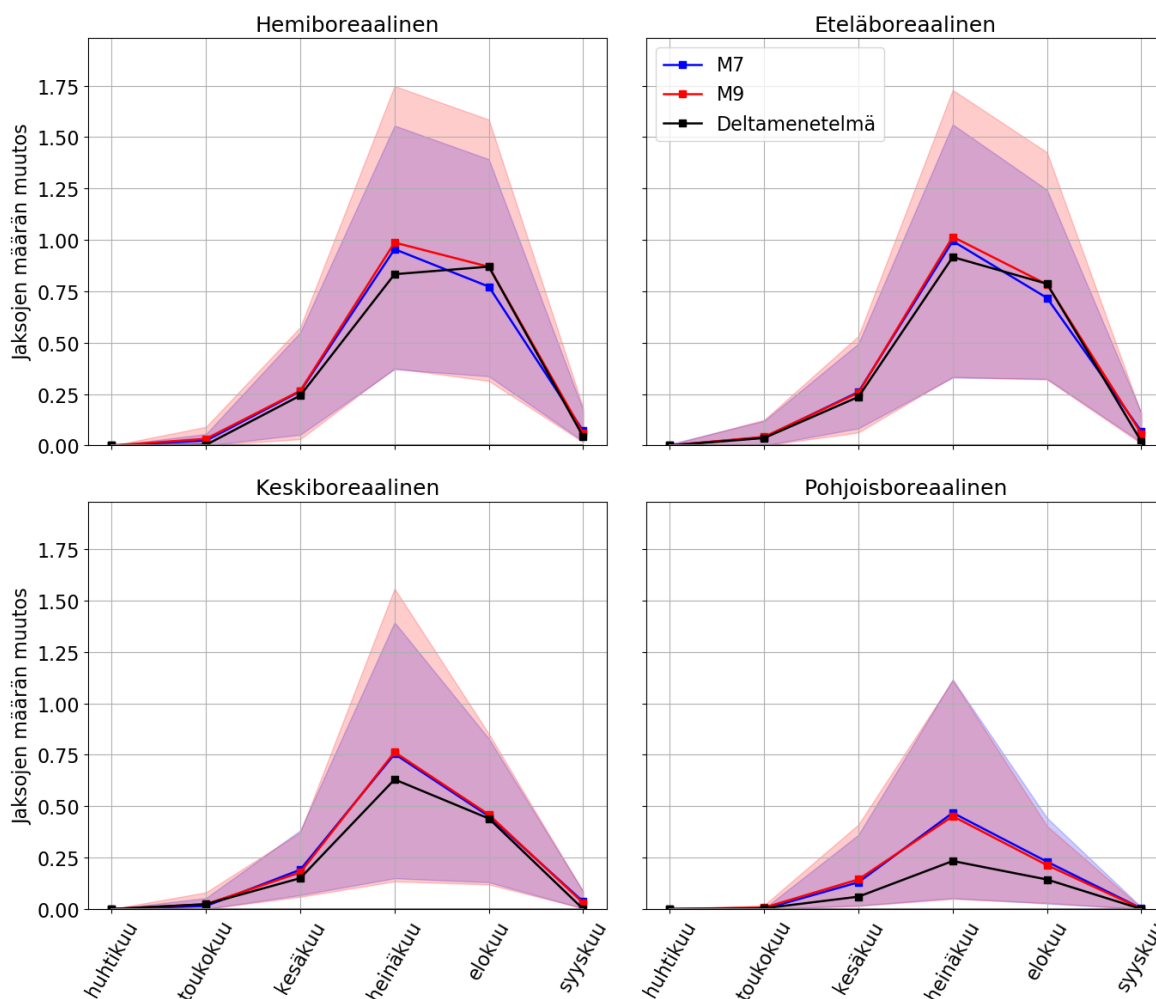 Hemiboreaalinen
Eteläboreaalinen
Jaksojen määrän muutos
1.75
1.50
1.25
1.00
0.75
0.50
0.25
0.00
M7
M9
Deltamenetelmä
Keskiboreaalinen
Pohjoisboreaalinen
Jaksojen määrän muutos
1.75
1.50
1.25
1.00
0.75
0.50
0.25
0.00
huhtikuu
toukokuu
kesäkuu
heinäkuu
elokuu
syyskuu
huhtikuu
toukokuu
kesäkuu
heinäkuu
elokuu
syyskuu